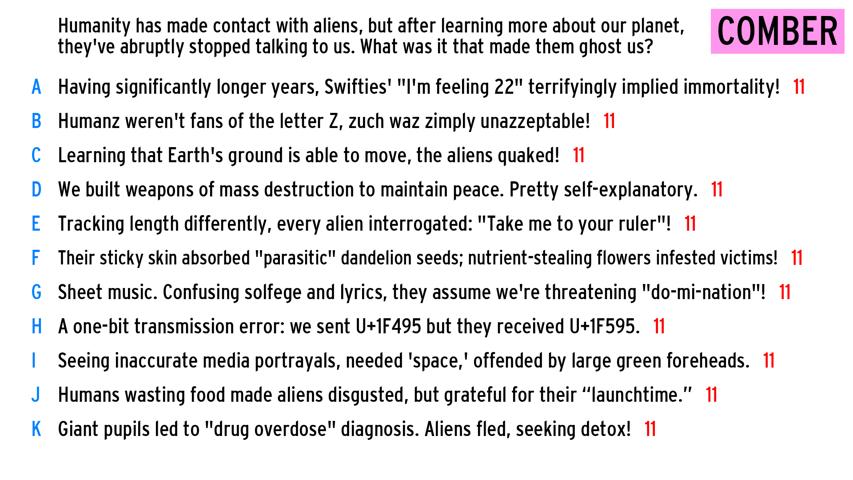 Humanity has made contact with aliens, but after learning more about our planet,
they've abruptly stopped talking to us. What was it that made them ghost us?
COMBER
A Having significantly longer years, Swifties' "I'm feeling 22" terrifyingly implied immortality! 11
B Humanz weren't fans of the letter Z, zuch waz zimply unazzeptable! 11
C Learning that Earth's ground is able to move, the aliens quaked! 11
D We built weapons of mass destruction to maintain peace. Pretty self-explanatory. 11
E Tracking length differently, every alien interrogated: "Take me to your ruler"! 11
F Their sticky skin absorbed "parasitic" dandelion seeds; nutrient-stealing flowers infested victims! 11
G Sheet music. Confusing solfege and lyrics, they assume we're threatening "do-mi-nation"! 11
H A one-bit transmission error: we sent U+1F495 but they received U+1F595. 11
I Seeing inaccurate media portrayals, needed 'space,' offended by large green foreheads. 11
J Humans wasting food made aliens disgusted, but grateful for their “launchtime.” 11
K Giant pupils led to "drug overdose" diagnosis. Aliens fled, seeking detox! 11